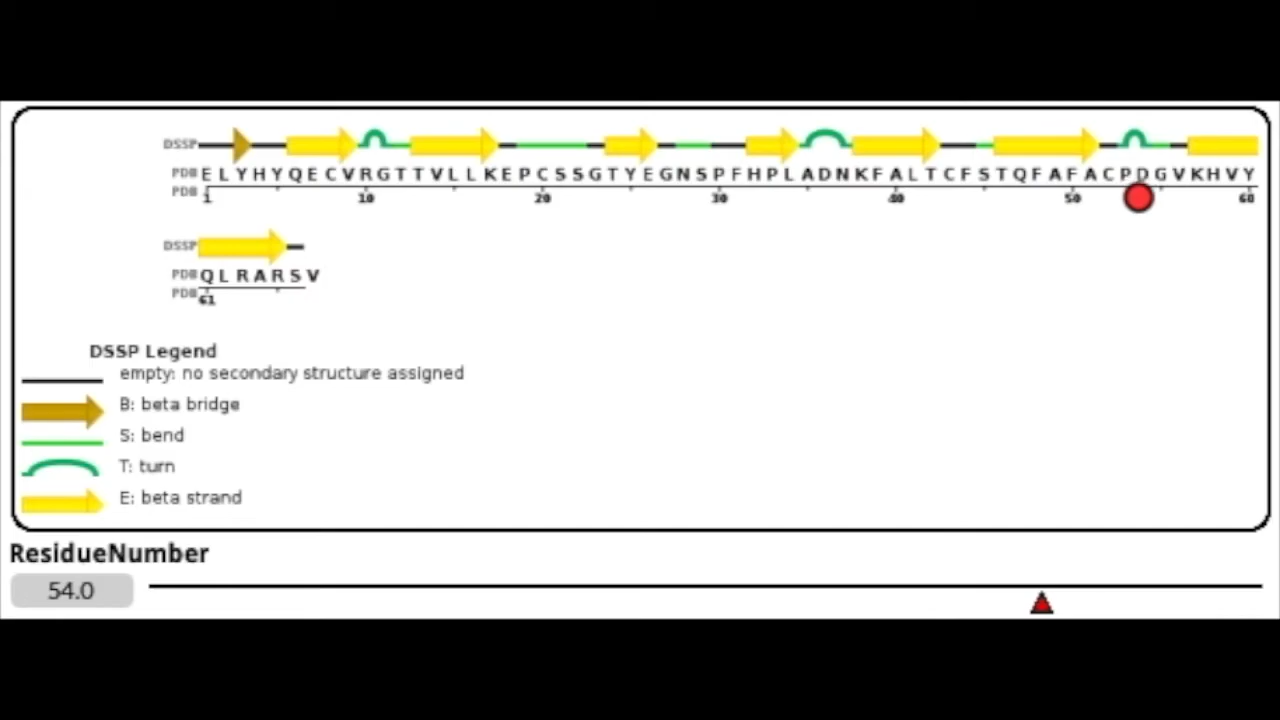 DSSP
PDB E L Y H Y Q E C V R G T T V L L K E P C S S G T Y E G N S P F H P L A D N K F A L T C F S T Q F A F A C P D G V K H V Y
PDB 1 10 20 30 40 50 60
DSSP
PDB Q L R A R S V
PDB 61
DSSP Legend
empty: no secondary structure assigned
B: beta bridge
S: bend
T: turn
E: beta strand
ResidueNumber
54.0